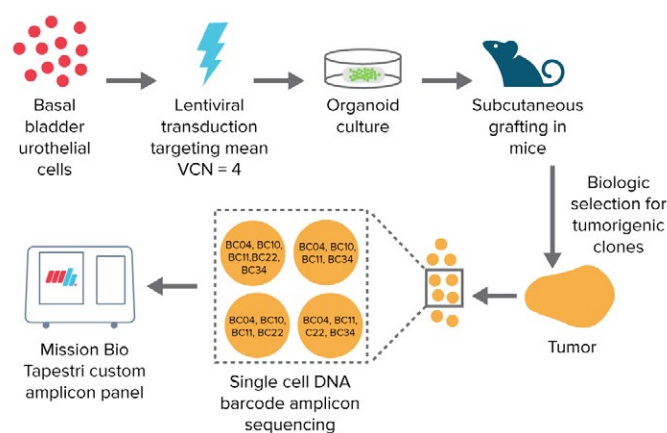 Basal
bladder
urothelial
cells
Lentiviral
transduction
targeting mean
VCN = 4
Organoid
culture
Subcutaneous
grafting in
mice
Biologic
selection for
tumorigenic
clones
Tumor
BC04, BC10,
BC11,BC22,
BC34
BC04, BC10,
BC11, BC34
BC04, BC10,
BC11, BC22
BC04, BC11,
C22, BC34
Single cell DNA
barcode amplicon
sequencing
mb
Mission Bio
Tapestri custom
amplicon panel